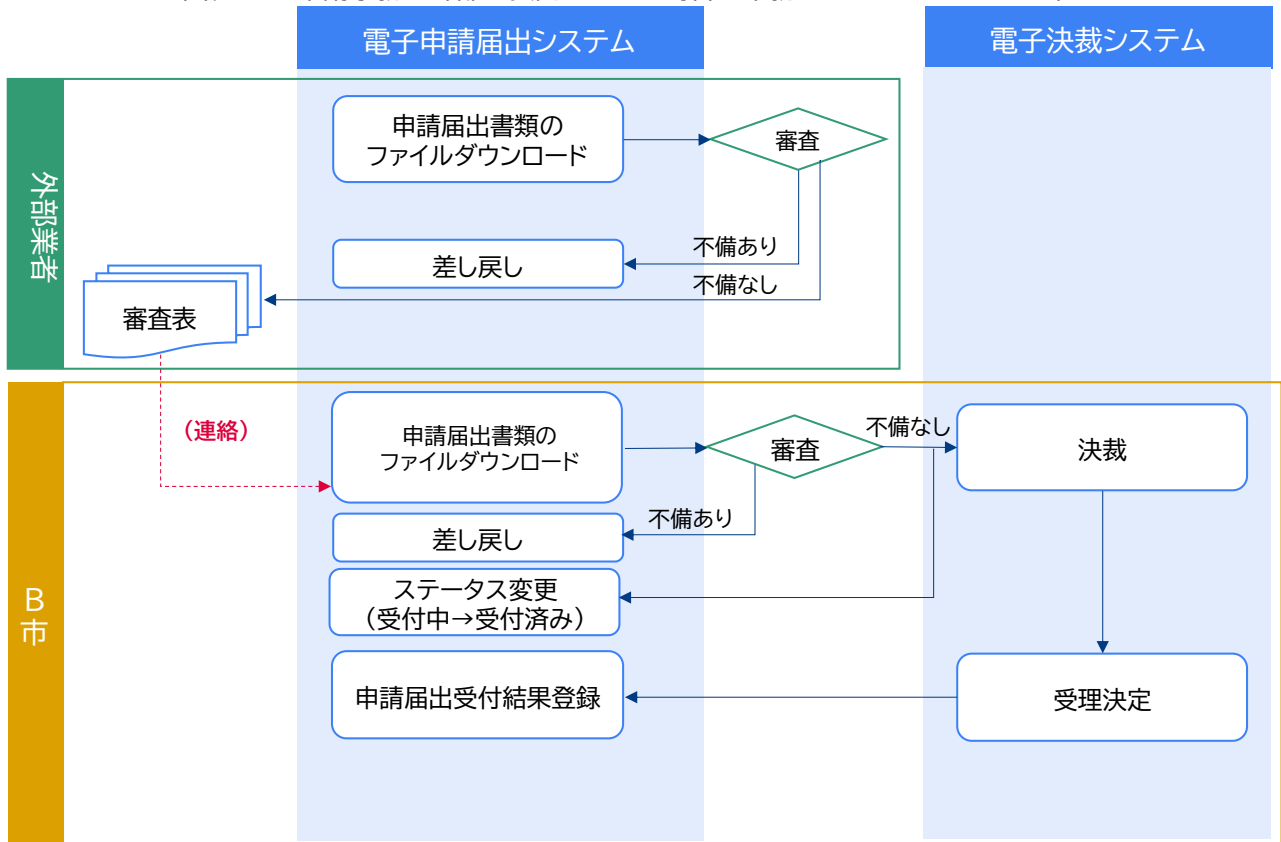 電子申請届出システム
電子決裁システム
外部業者
申請届出書類の
ファイルダウンロード
審査
不備あり
差し戻し
不備なし
審査表
（連絡）
B市
申請届出書類の
ファイルダウンロード
審査
不備なし
決裁
不備あり
差し戻し
ステータス変更
（受付中→受付済み）
申請届出受付結果登録
受理決定